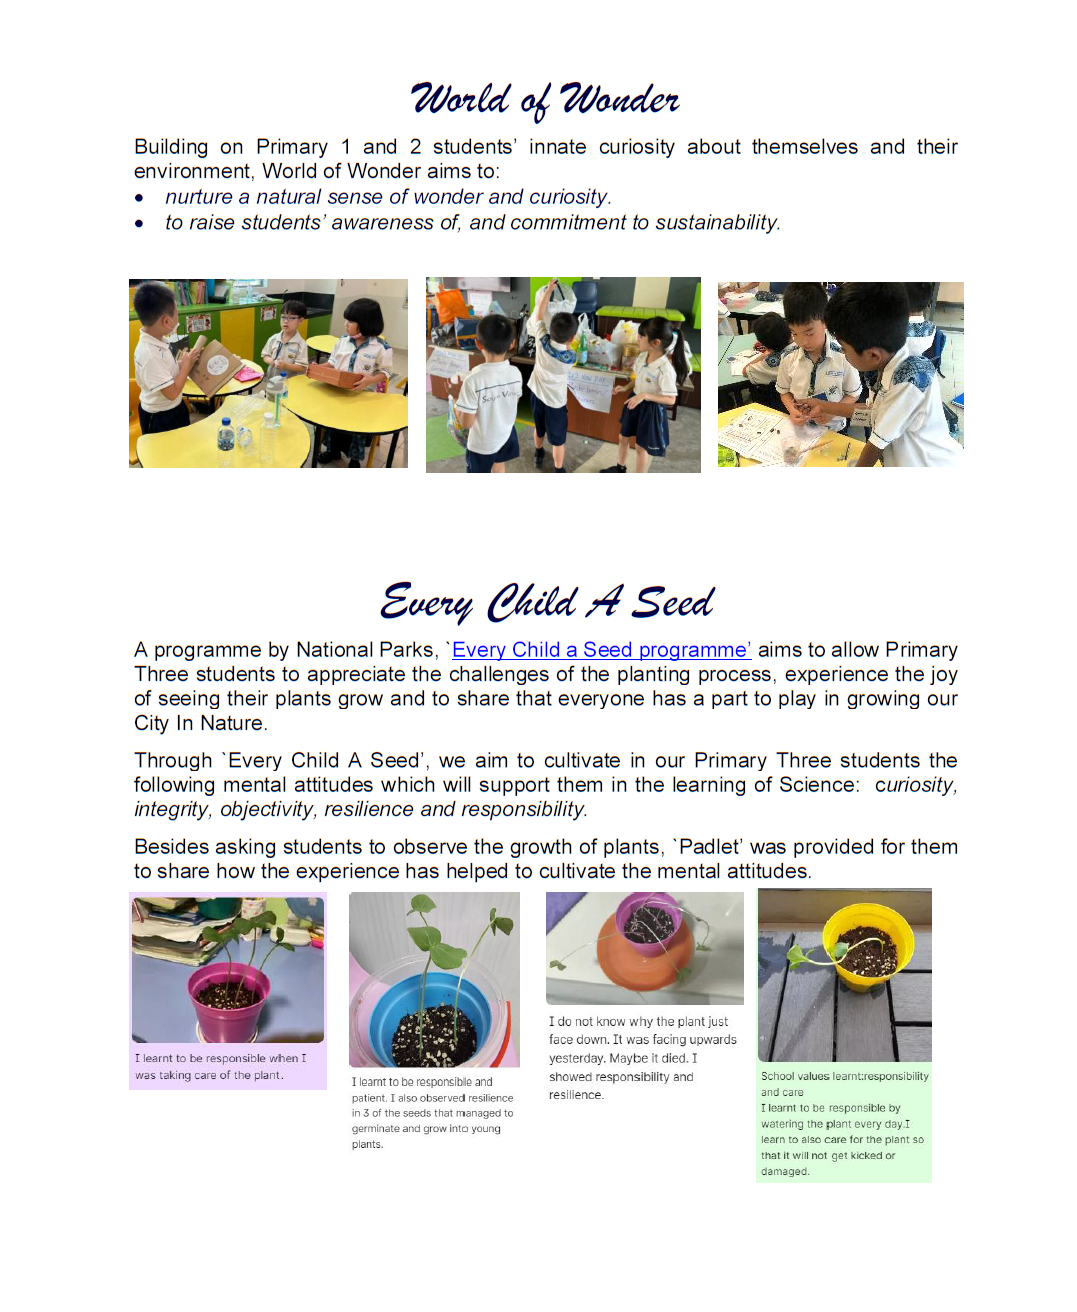 World of Wonder
Building on Primary 1 and 2 students’ innate curiosity about themselves and their
environment, World of Wonder aims to:
• nurture a natural sense of wonder and curiosity.
• to raise students’ awareness of, and commitment to sustainability.
Every Child A Seed
A programme by National Parks, `Every Child a Seed programme’ aims to allow Primary
Three students to appreciate the challenges of the planting process, experience the joy
of seeing their plants grow and to share that everyone has a part to play in growing our
City In Nature.
Through `Every Child A Seed’, we aim to cultivate in our Primary Three students the
following mental attitudes which will support them in the learning of Science:  curiosity,
integrity, objectivity, resilience and responsibility.
Besides asking students to observe the growth of plants, `Padlet’ was provided for them
to share how the experience has helped to cultivate the mental attitudes.
I learnt to be responsible when I
was taking care of the plant.
I learnt to be responsible and
patient. I also observed resilience
in 3 of the seeds that managed to
germinate and grow into young
plants.
I do not know why the plant just
face down. It was facing upwards
yesterday. Maybe it died. I
showed responsibility and
resilience.
School values learnt:responsibility
and care
I learnt to be responsible by
watering the plant every day.I
learn to also care for the plant so
that it will not get kicked or
damaged.